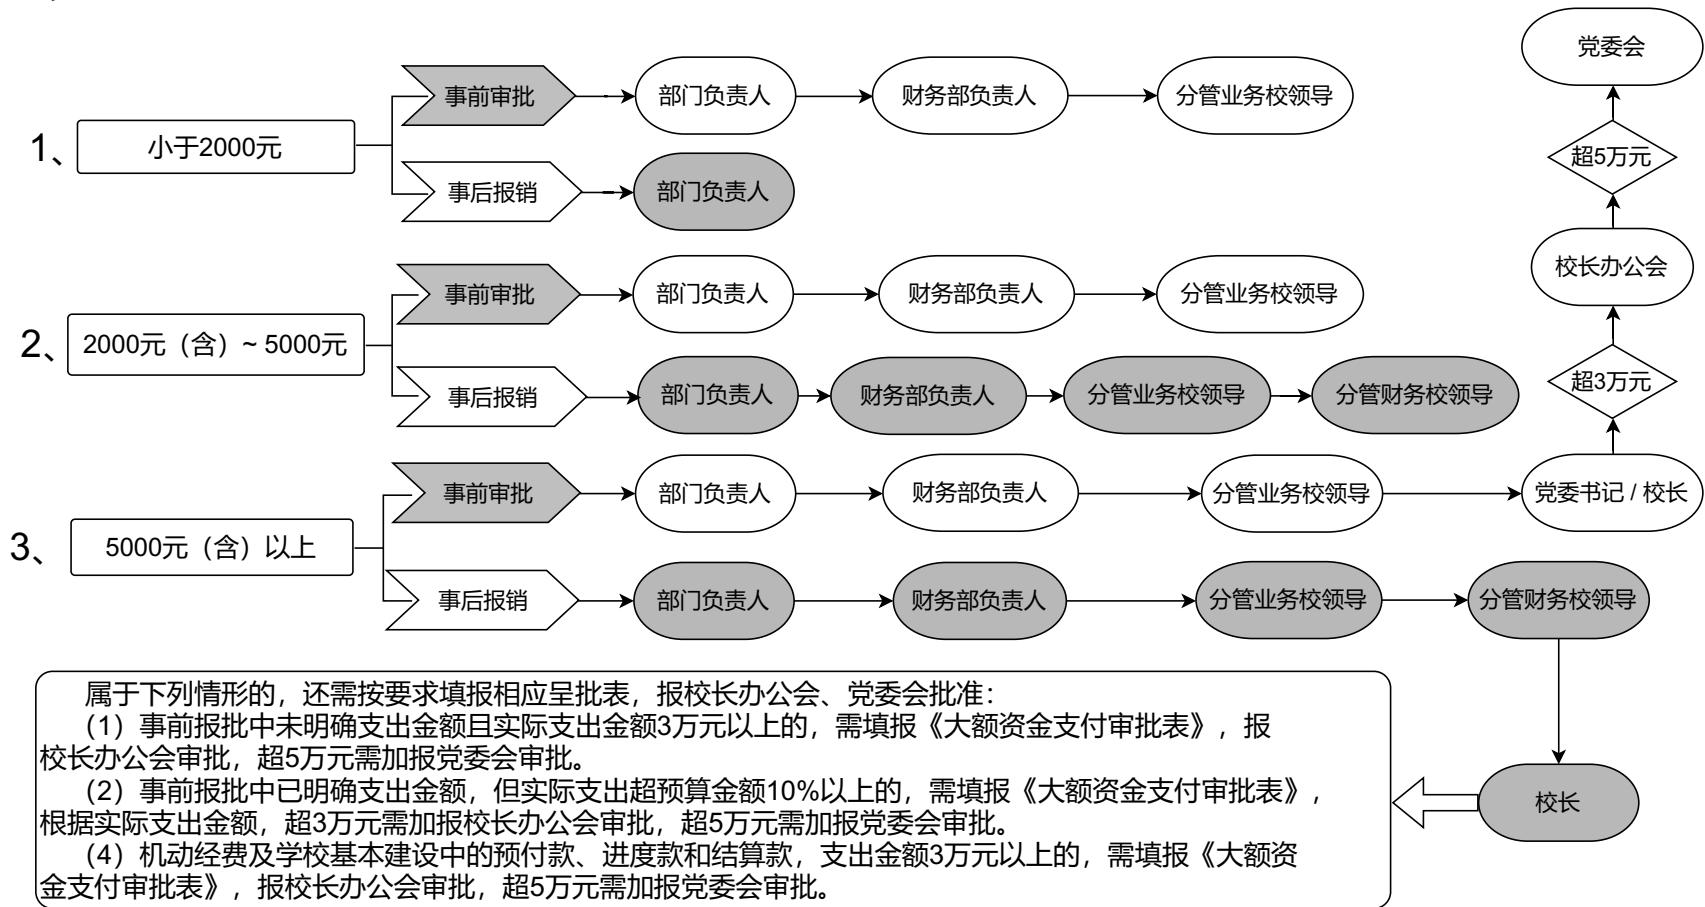 党委会
超5万元
校长办公会
超3万元
1、
小于2000元
事前审批
部门负责人
财务部负责人
分管业务校领导
事后报销
部门负责人
2、
2000元（含）~ 5000元
事前审批
部门负责人
财务部负责人
分管业务校领导
事后报销
部门负责人
财务部负责人
分管业务校领导
分管财务校领导
3、
5000元（含）以上
事前审批
部门负责人
财务部负责人
分管业务校领导
党委书记 / 校长
事后报销
部门负责人
财务部负责人
分管业务校领导
分管财务校领导
校长
属于下列情形的，还需按要求填报相应呈批表，报校长办公会、党委会批准：
（1）事前报批中未明确支出金额且实际支出金额3万元以上的，需填报《大额资金支付审批表》，报
校长办公会审批，超5万元需加报党委会审批。
（2）事前报批中已明确支出金额，但实际支出超预算金额10%以上的，需填报《大额资金支付审批表》，
根据实际支出金额，超3万元需加报校长办公会审批，超5万元需加报党委会审批。
（4）机动经费及学校基本建设中的预付款、进度款和结算款，支出金额3万元以上的，需填报《大额资
金支付审批表》，报校长办公会审批，超5万元需加报党委会审批。